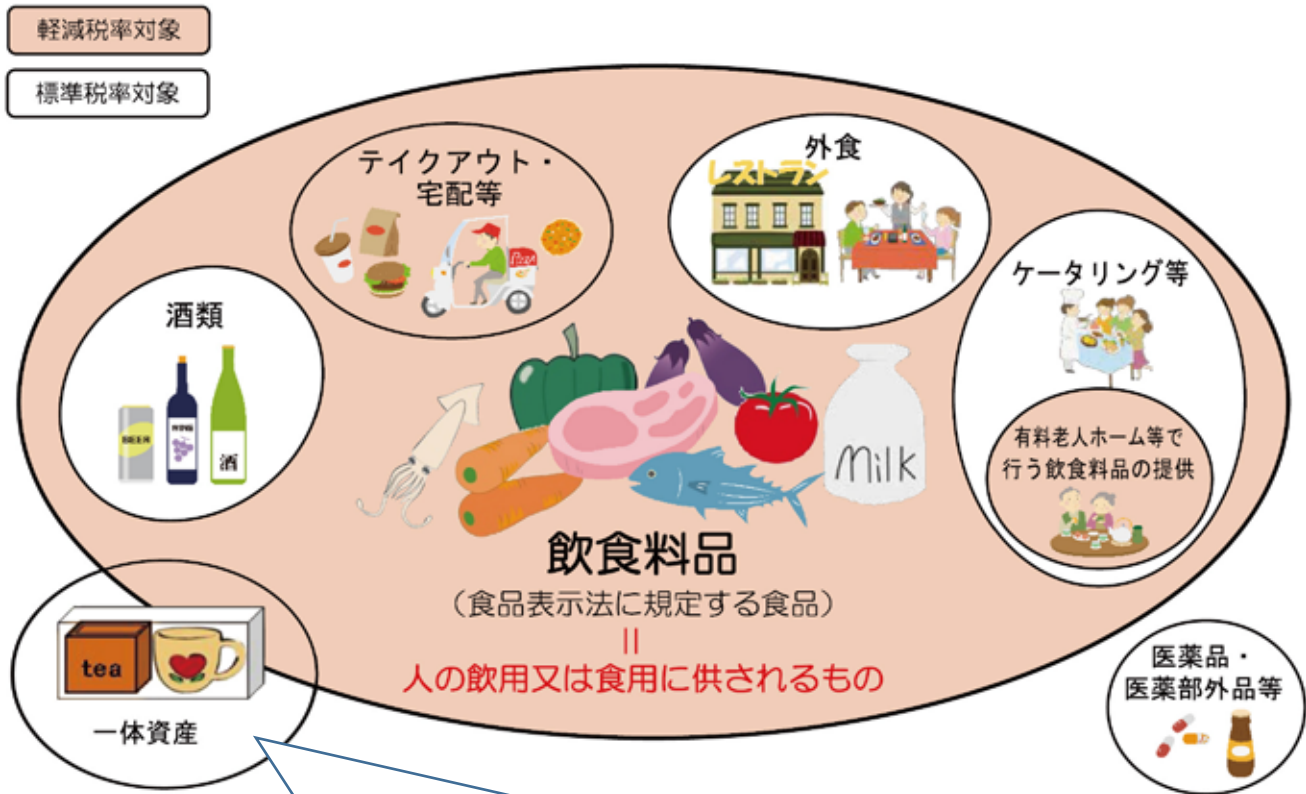 軽減税率対象
標準税率対象
テイクアウト・
宅配等
PIZZA
外食
レストラン
ケータリング等
有料老人ホーム等で
行う飲食料品の提供
酒類
BEER
WINE
酒
Milk
飲食料品
（食品表示法に規定する食品）
＝
人の飲用又は食用に供されるもの
tea
一体資産
医薬品・
医薬部外品等